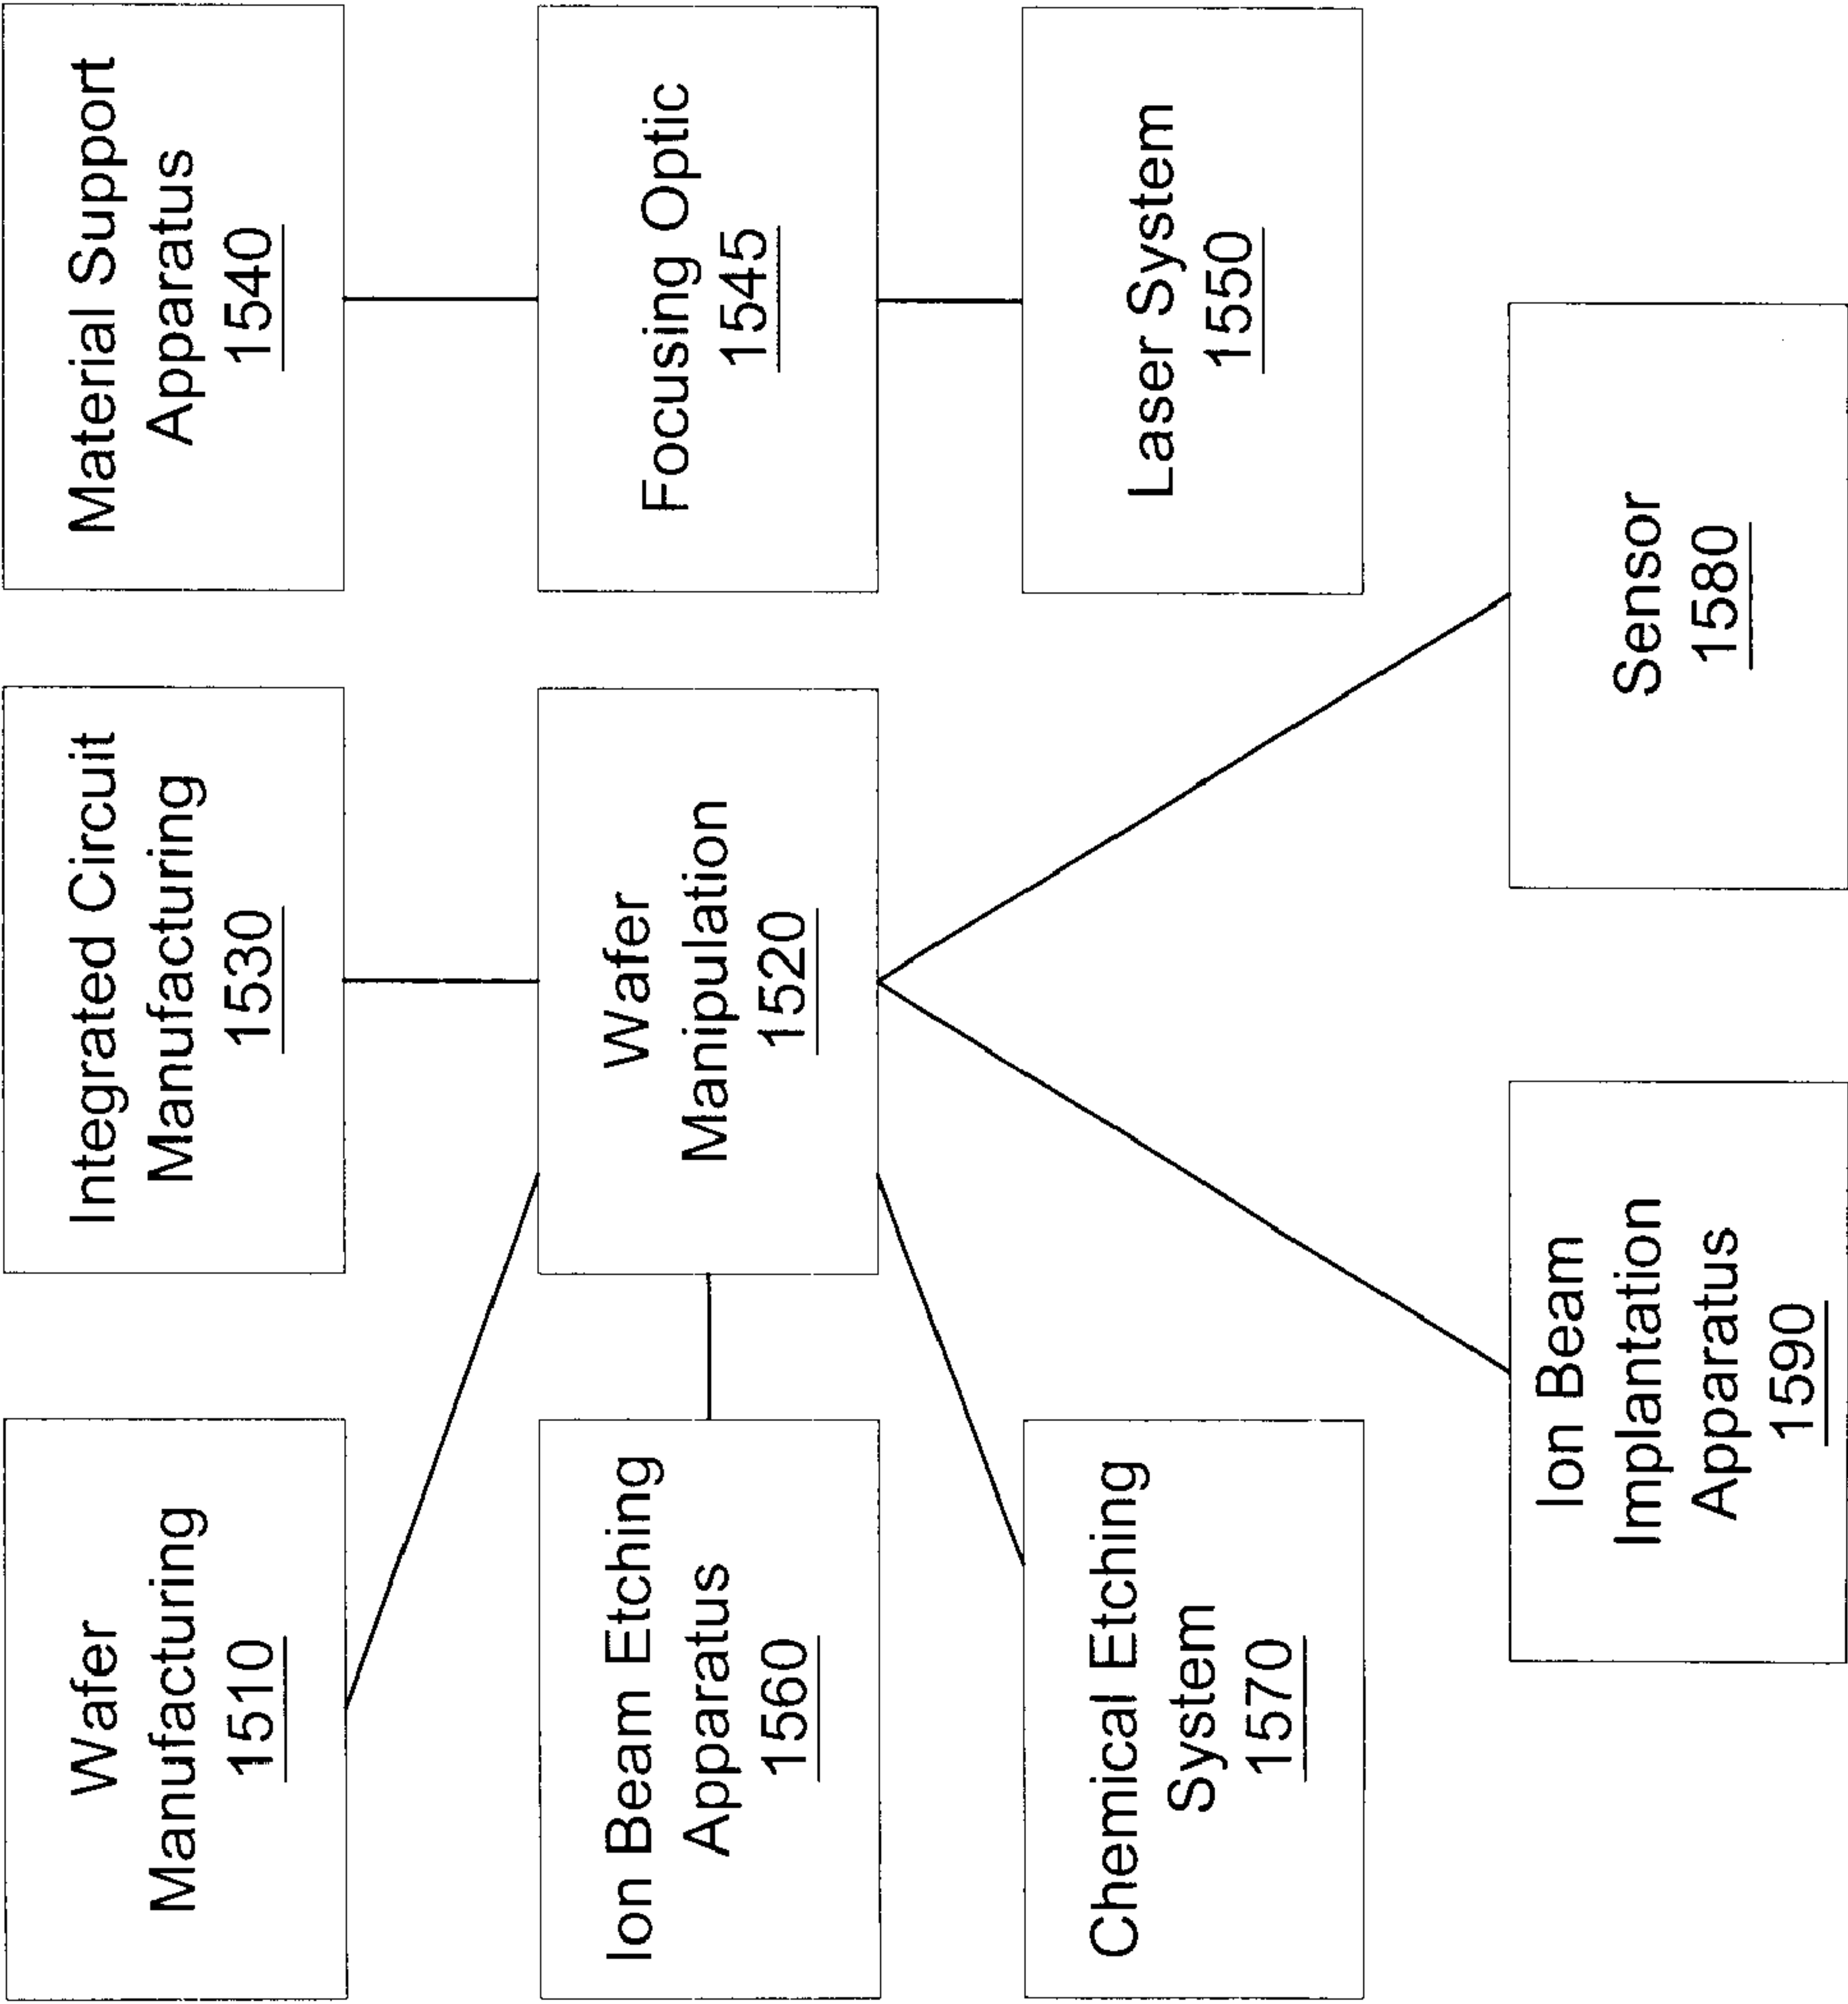 Wafer
Manufacturing
1510
Integrated Circuit
Manufacturing
1530
Material Support
Apparatus
1540
Ion Beam Etching
Apparatus
1560
Wafer
Manipulation
1520
Focusing Optic
1545
Chemical Etching
System
1570
Laser System
1550
Ion Beam
Implantation
Apparatus
1590
Sensor
1580